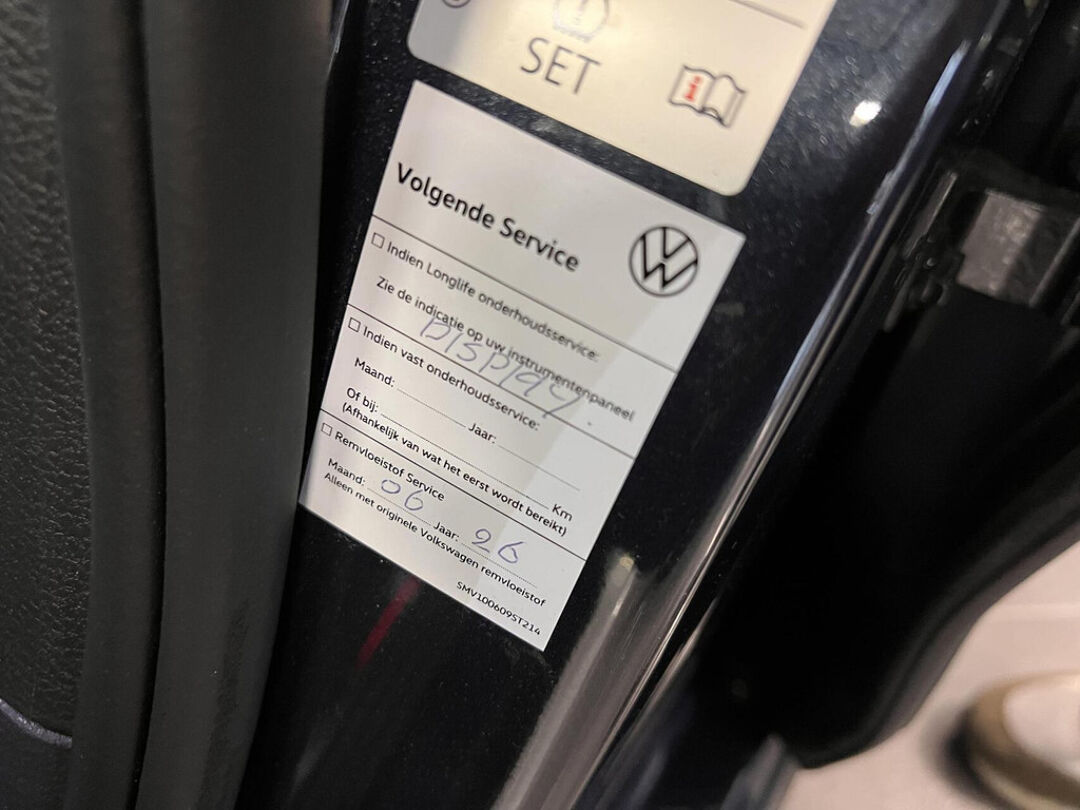 SET
i
Volgende Service
Indien Longlife onderhoudsservice:
Zie de indicatie op uw instrumentenpaneel
DISPlay.
Indien vast onderhoudsservice:
Maand: Jaar:
Of bij: Km
(Afhankelijk van wat het eerst wordt bereikt)
Remvloeistof Service
Maand: 06 Jaar: 26
Alleen met originele Volkswagen remvloeistof
SMV100609ST214